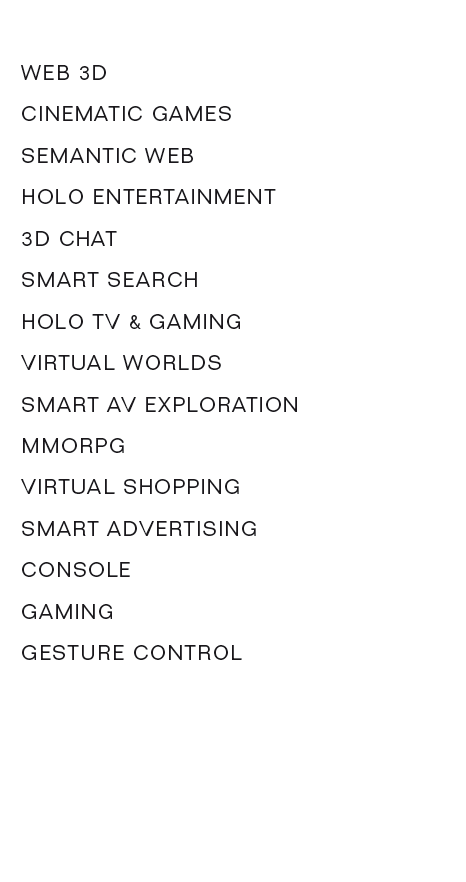 WEB 3D
CINEMATIC GAMES
SEMANTIC WEB
HOLO ENTERTAINMENT
3D CHAT
SMART SEARCH
HOLO TV & GAMING
VIRTUAL WORLDS
SMART AV EXPLORATION
MMORPG
VIRTUAL SHOPPING
SMART ADVERTISING
CONSOLE
GAMING
GESTURE CONTROL